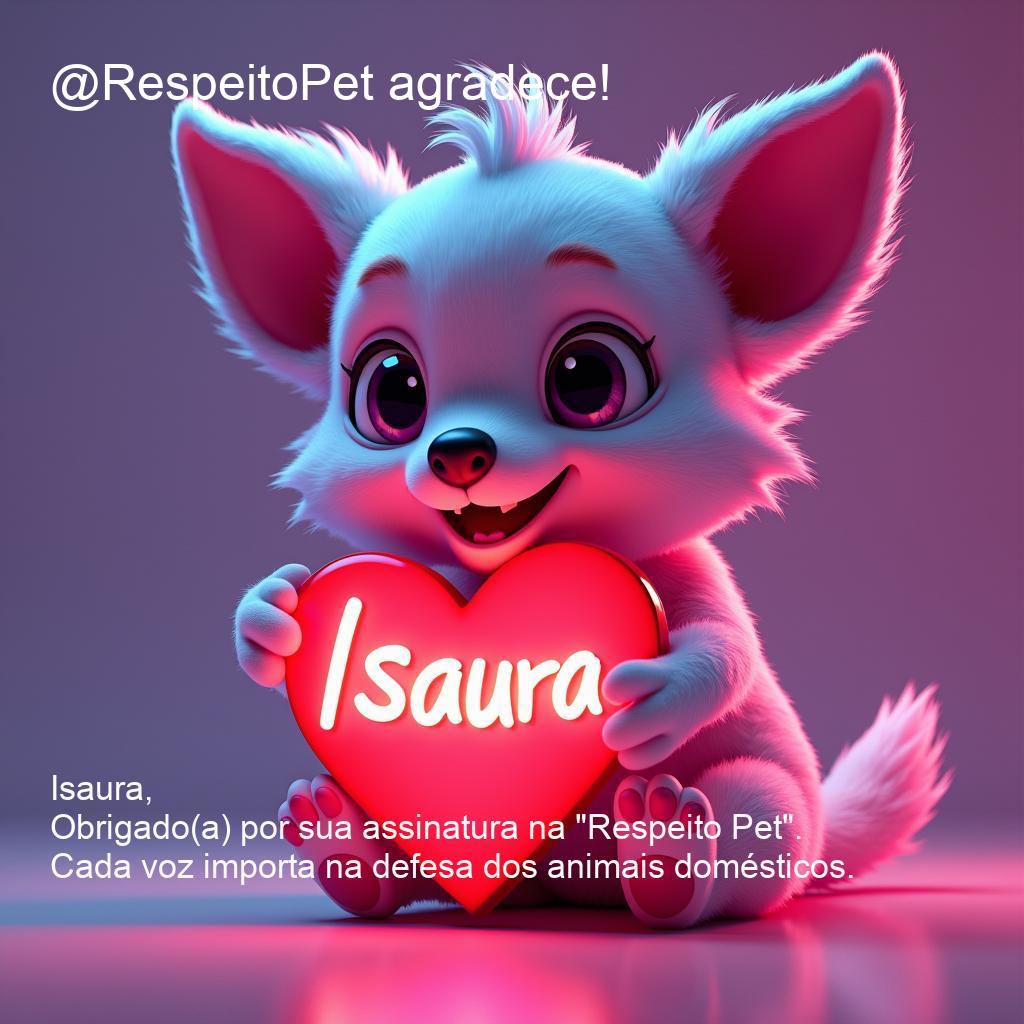 @RespeitoPet agradece!
Isaura
Isaura,
Obrigado(a) por sua assinatura na "Respeito Pet".
Cada voz importa na defesa dos animais domésticos.